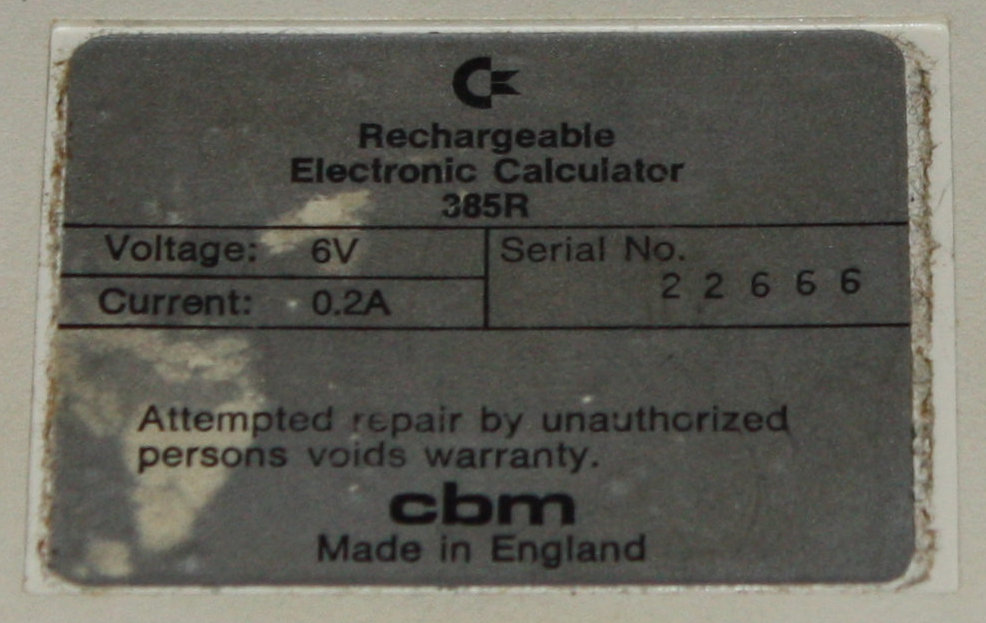 Rechargeable
Electronic Calculator
385R
Voltage: 6V
Current: 0.2A
Serial No.
22666
Attempted repair by unauthorized
persons voids warranty.
cbm
Made in England